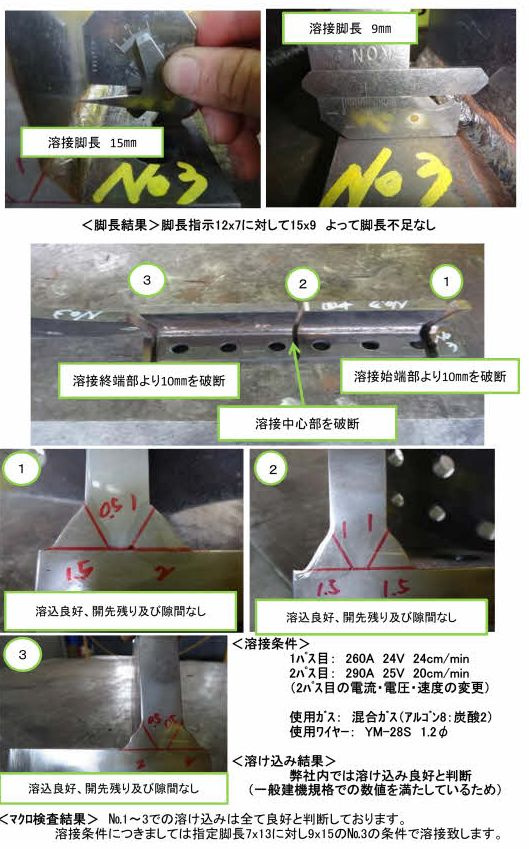 溶接脚長 15㎜
No3
溶接脚長 9㎜
No3
<脚長結果>脚長指示12x7に対して15x9 よって脚長不足なし
③
②
①
No3
No3
溶接終端部より10㎜を破断
溶接始端部より10㎜を破断
溶接中心部を破断
①
0.5
1
1.5
2
溶込良好、開先残り及び隙間なし
②
1
1
1.5
1.5
溶込良好、開先残り及び隙間なし
③
0.5
2
溶込良好、開先残り及び隙間なし
<溶接条件>
1ﾊﾟｽ目: 260A 24V 24cm/min
2ﾊﾟｽ目: 290A 25V 20cm/min
(2ﾊﾟｽ目の電流・電圧・速度の変更)
使用ｶﾞｽ: 混合ｶﾞｽ(ｱﾙｺﾞﾝ8:炭酸2)
使用ﾜｲﾔｰ: YM-28S 1.2φ
<溶け込み結果>
弊社内では溶け込み良好と判断
(一般建機規格での数値を満たしているため)
<ﾏｸﾛ検査結果> №1～3での溶け込みは全て良好と判断しております。
溶接条件につきましては指定脚長7x13に対し9x15の№3の条件で溶接致します。